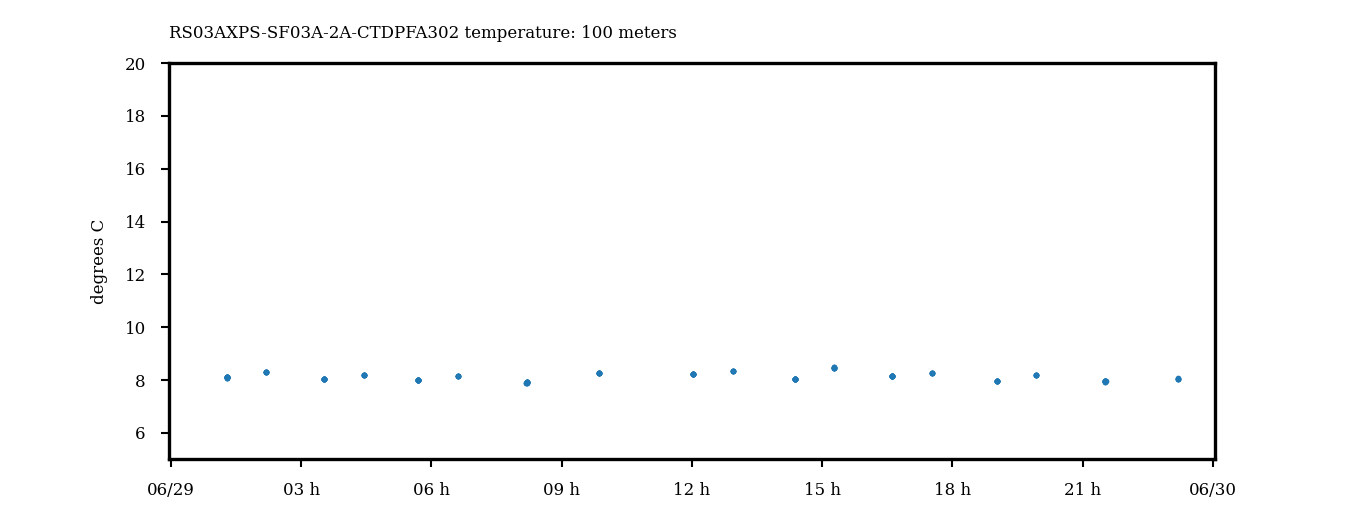 RS03AXPS-SF03A-2A-CTDPFA302 temperature: 100 meters
20
18
16
14
12
10
8
6
degrees C
06/29
03 h
06 h
09 h
12 h
15 h
18 h
21 h
06/30